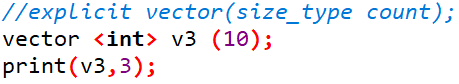 //explicit vector(size_type count);
vector <int> v3 (10);
print(v3,3);